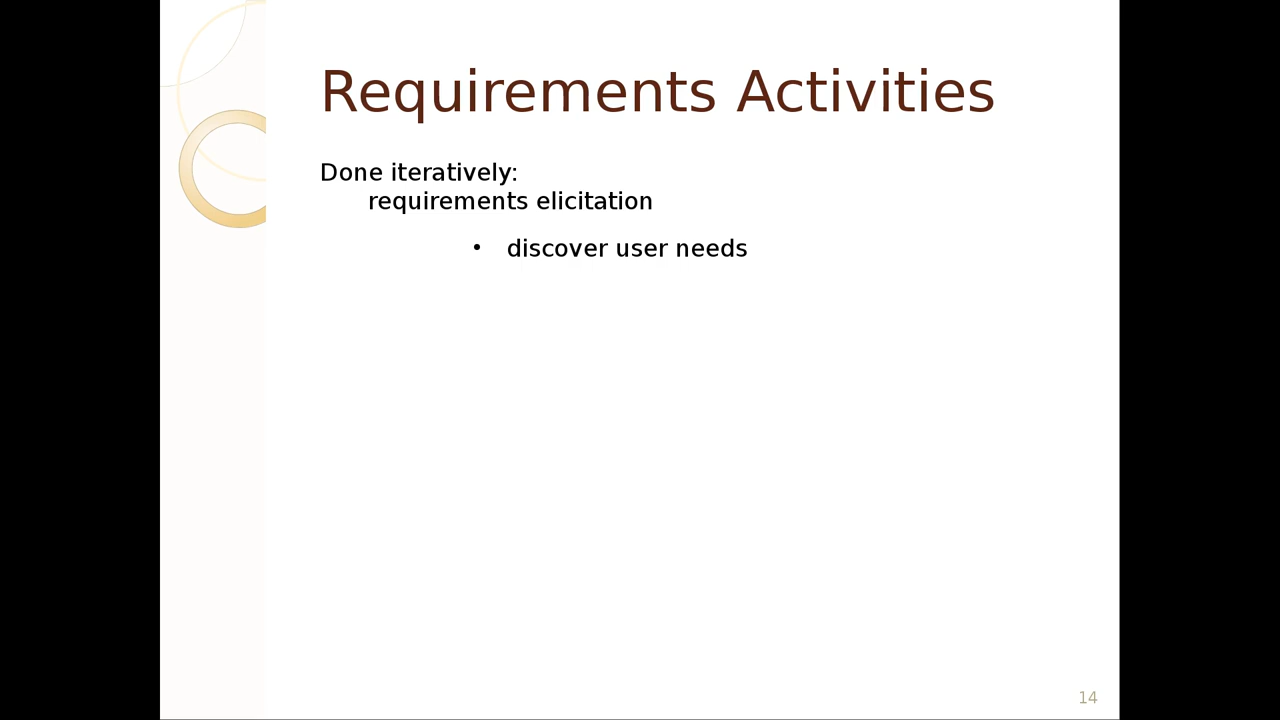 Requirements Activities
Done iteratively:
requirements elicitation
• discover user needs
14